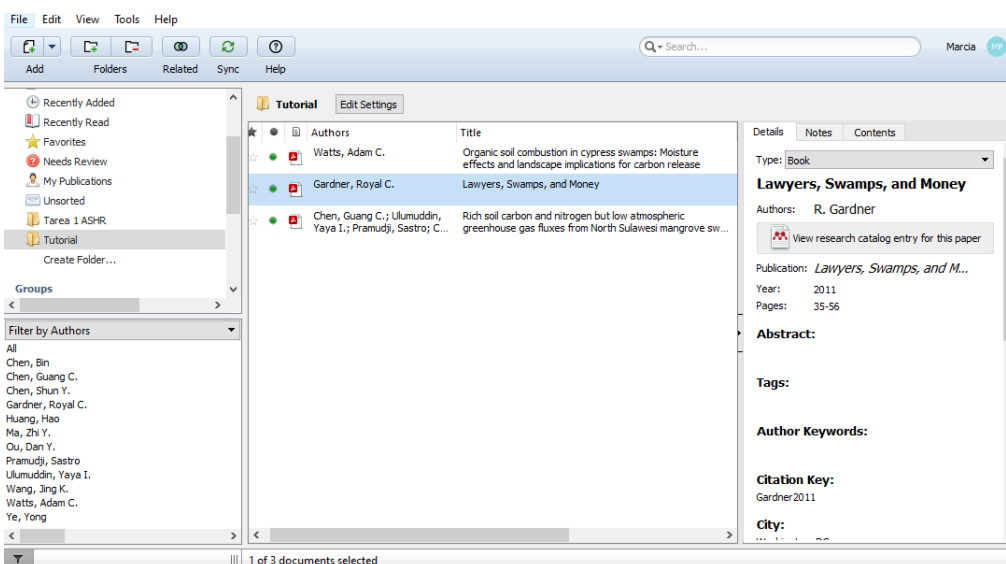 File Edit View Tools Help
Search...
Marcia MP
Add Folders Related Sync Help
Recently Added
Recently Read
Favorites
Needs Review
My Publications
Unsorted
Tarea 1 ASHR
Tutorial
Create Folder...
Groups
Filter by Authors
All
Chen, Bin
Chen, Guang C.
Chen, Shun Y.
Gardner, Royal C.
Huang, Hao
Ma, Zhi Y.
Ou, Dan Y.
Pramudji, Sastro
Ulumuddin, Yaya I.
Wang, Jing K.
Watts, Adam C.
Ye, Yong
Tutorial Edit Settings
Authors Title
Watts, Adam C. Organic soil combustion in cypress swamps: Moisture
effects and landscape implications for carbon release
Gardner, Royal C. Lawyers, Swamps, and Money
Chen, Guang C.; Ulumuddin, Rich soil carbon and nitrogen but low atmospheric
Yaya I.; Pramudji, Sastro; C... greenhouse gas fluxes from North Sulawesi mangrove sw...
Details Notes Contents
Type: Book
Lawyers, Swamps, and Money
Authors: R. Gardner
View research catalog entry for this paper
Publication: Lawyers, Swamps, and M...
Year: 2011
Pages: 35-56
Abstract:
Tags:
Author Keywords:
Citation Key:
Gardner2011
City:
1 of 3 documents selected